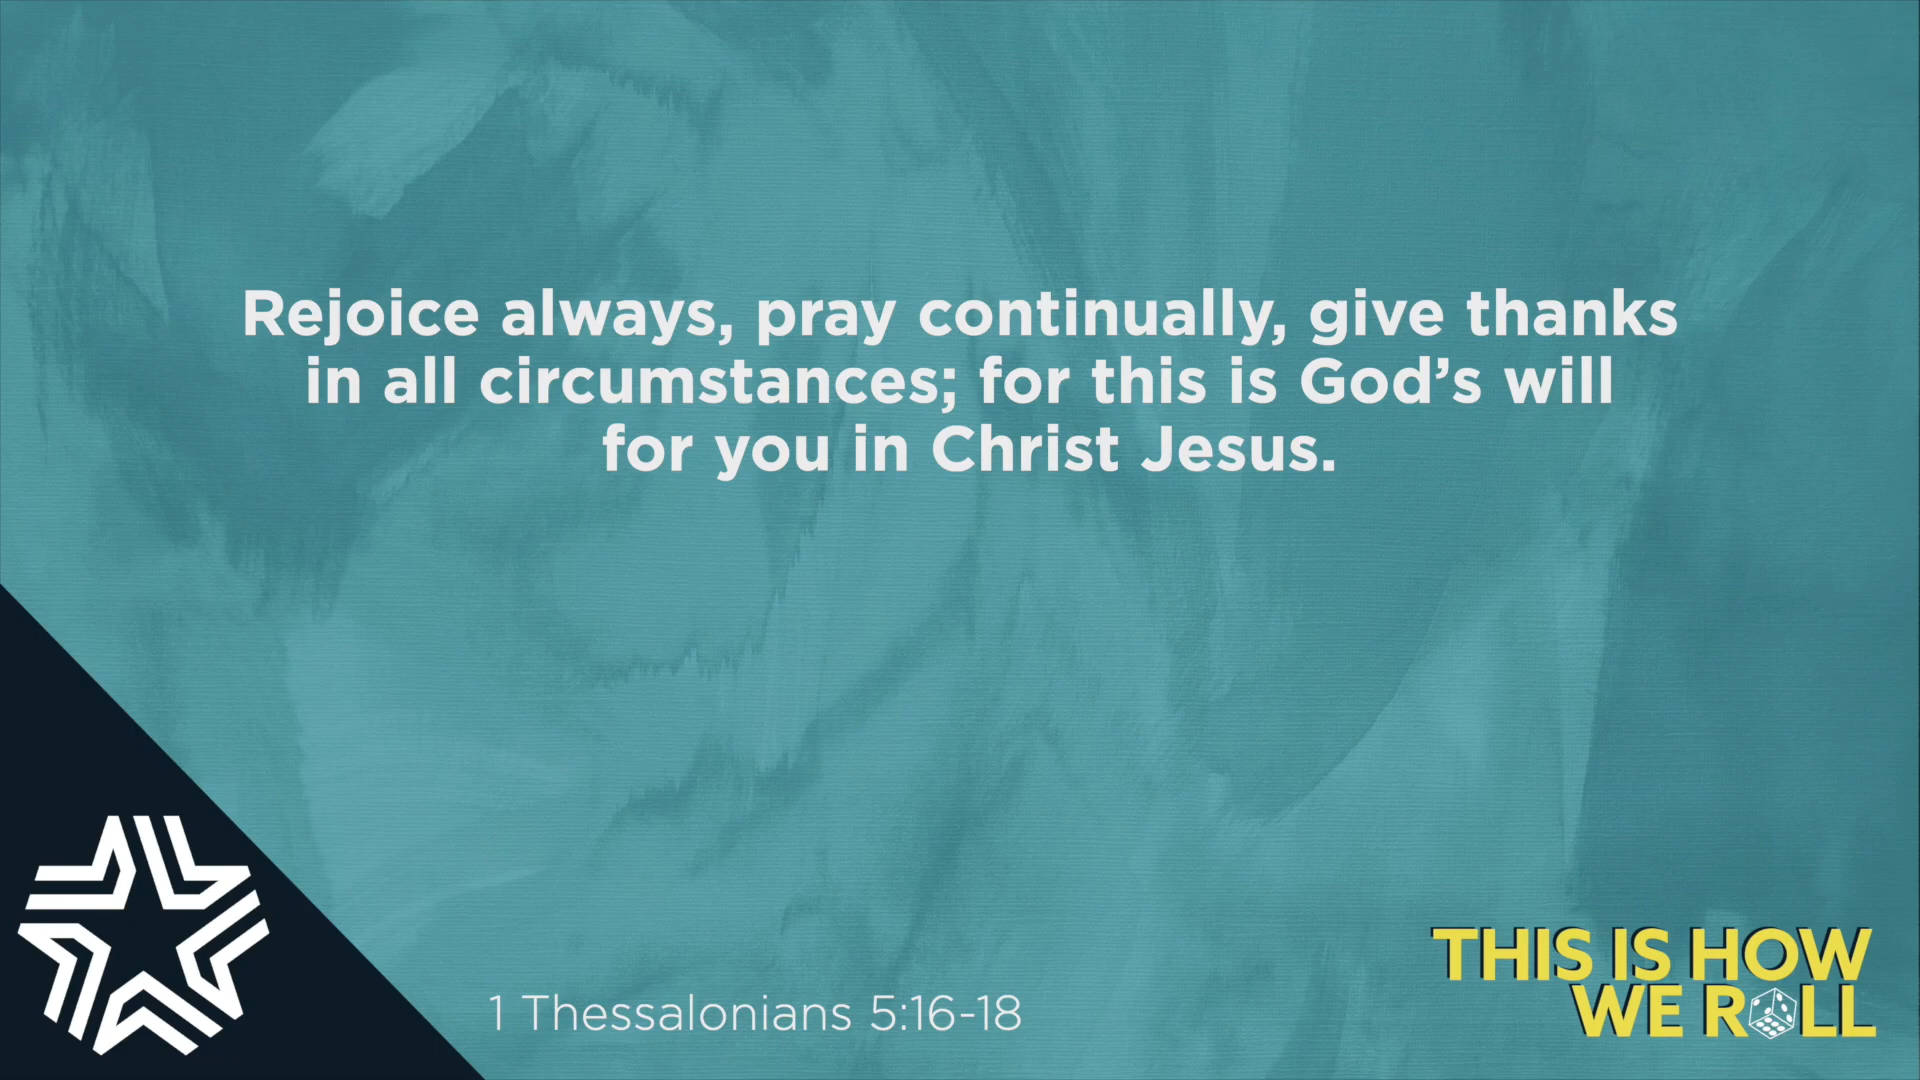 Rejoice always, pray continually, give thanks
in all circumstances; for this is God’s will
for you in Christ Jesus.
1 Thessalonians 5:16-18
THIS IS HOW
WE ROLL